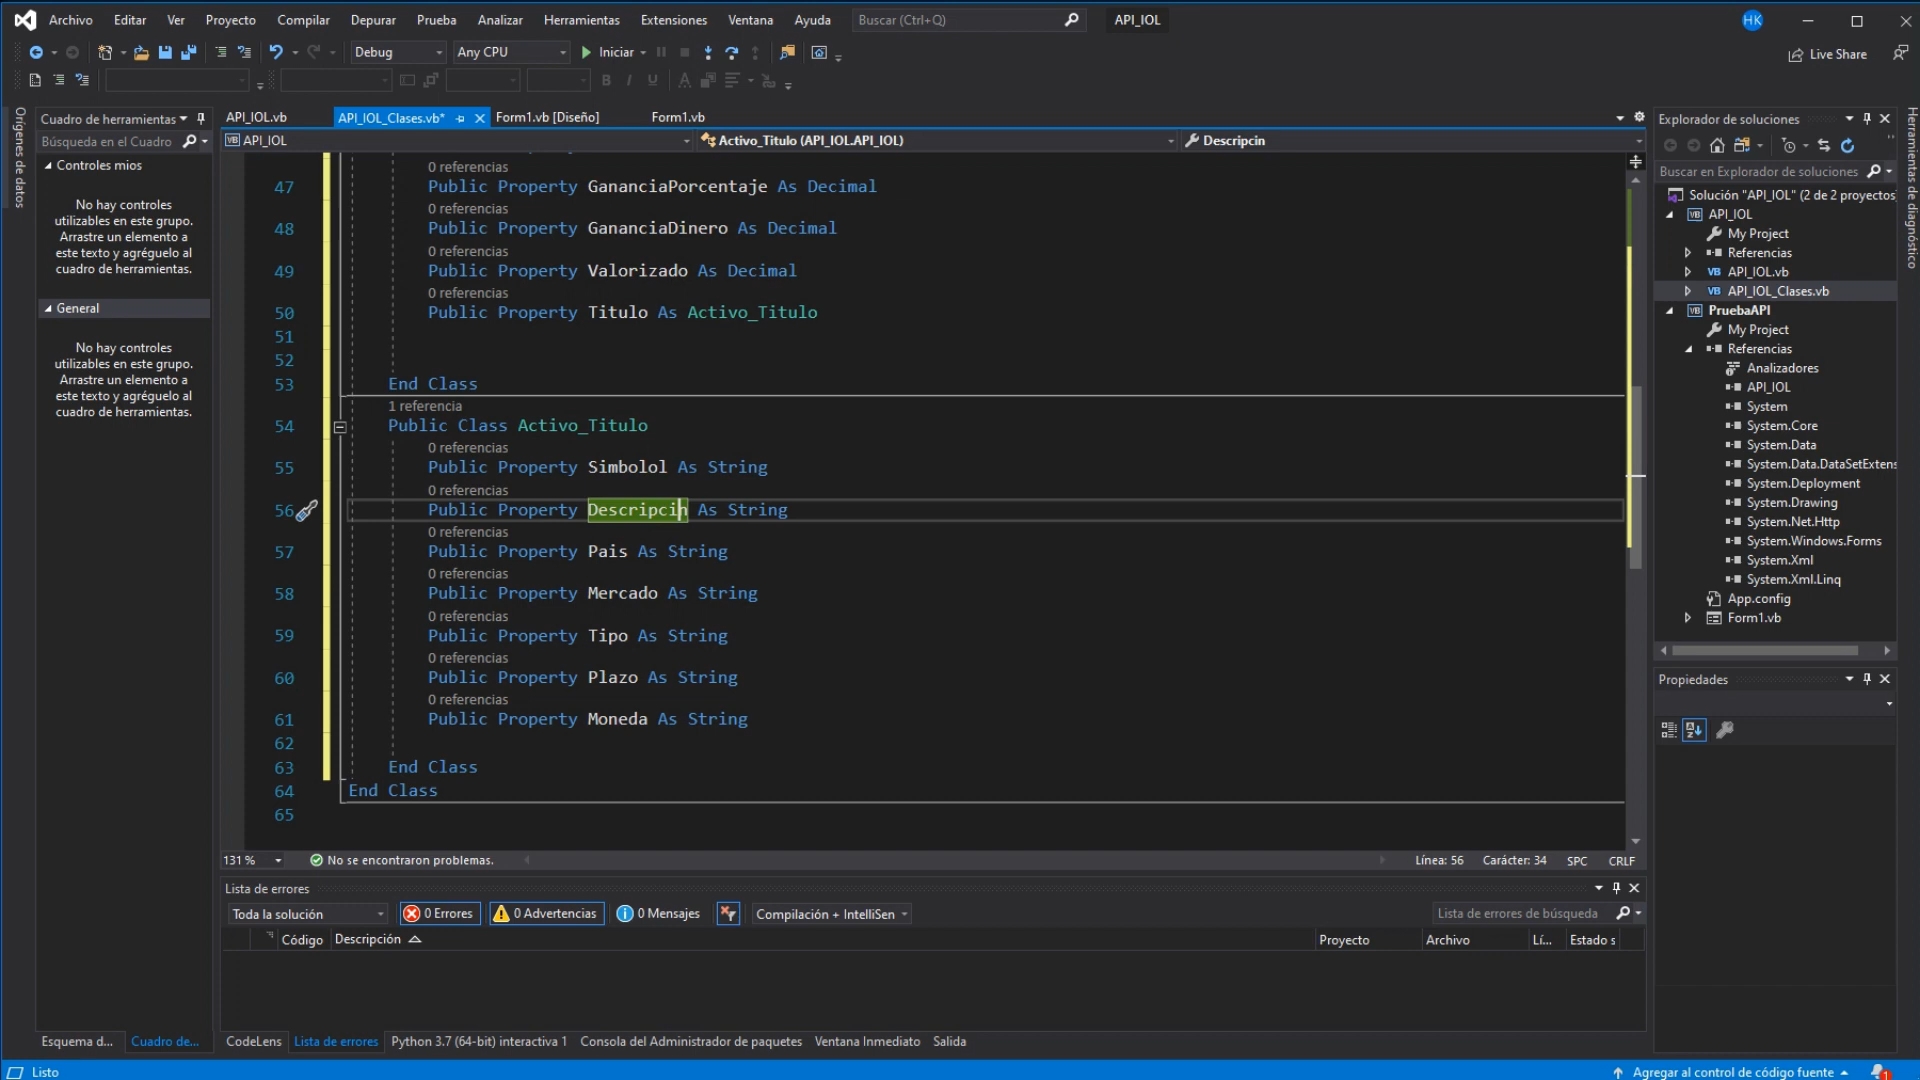 Archivo Editar Ver Proyecto Compilar Depurar Prueba Analizar Herramientas Extensiones Ventana Ayuda Buscar (Ctrl+Q) API_IOL HK
Debug Any CPU Iniciar Live Share
Orígenes de datos
Cuadro de herramientas
Búsqueda en el Cuadro
Controles mios
No hay controles
utilizables en este grupo.
Arrastre un elemento a
este texto y agréguelo al
cuadro de herramientas.
General
No hay controles
utilizables en este grupo.
Arrastre un elemento a
este texto y agréguelo al
cuadro de herramientas.
Esquema d... Cuadro de...
API_IOL.vb API_IOL_Clases.vb* Form1.vb [Diseño] Form1.vb
VB API_IOL Activo_Titulo (API_IOL.API_IOL) Descripcin
0 referencias
47 Public Property GananciaPorcentaje As Decimal
0 referencias
48 Public Property GananciaDinero As Decimal
0 referencias
49 Public Property Valorizado As Decimal
0 referencias
50 Public Property Titulo As Activo_Titulo
51
52
53 End Class
1 referencia
54 Public Class Activo_Titulo
0 referencias
55 Public Property Simbolol As String
0 referencias
56 Public Property Descripcin As String
0 referencias
57 Public Property Pais As String
0 referencias
58 Public Property Mercado As String
0 referencias
59 Public Property Tipo As String
0 referencias
60 Public Property Plazo As String
0 referencias
61 Public Property Moneda As String
62
63 End Class
64 End Class
65
131 % No se encontraron problemas. Línea: 56 Carácter: 34 SPC CRLF
Lista de errores
Toda la solución 0 Errores 0 Advertencias 0 Mensajes Compilación + IntelliSen Lista de errores de búsqueda
Código Descripción Proyecto Archivo Lí... Estado s
CodeLens Lista de errores Python 3.7 (64-bit) interactiva 1 Consola del Administrador de paquetes Ventana Inmediato Salida
Explorador de soluciones
Buscar en Explorador de soluciones
Solución "API_IOL" (2 de 2 proyectos
VB API_IOL
My Project
Referencias
VB API_IOL.vb
VB API_IOL_Clases.vb
VB PruebaAPI
My Project
Referencias
Analizadores
API_IOL
System
System.Core
System.Data
System.Data.DataSetExtens
System.Deployment
System.Drawing
System.Net.Http
System.Windows.Forms
System.Xml
System.Xml.Linq
App.config
Form1.vb
Propiedades
Herramientas de diagnóstico
Listo Agregar al control de código fuente 1